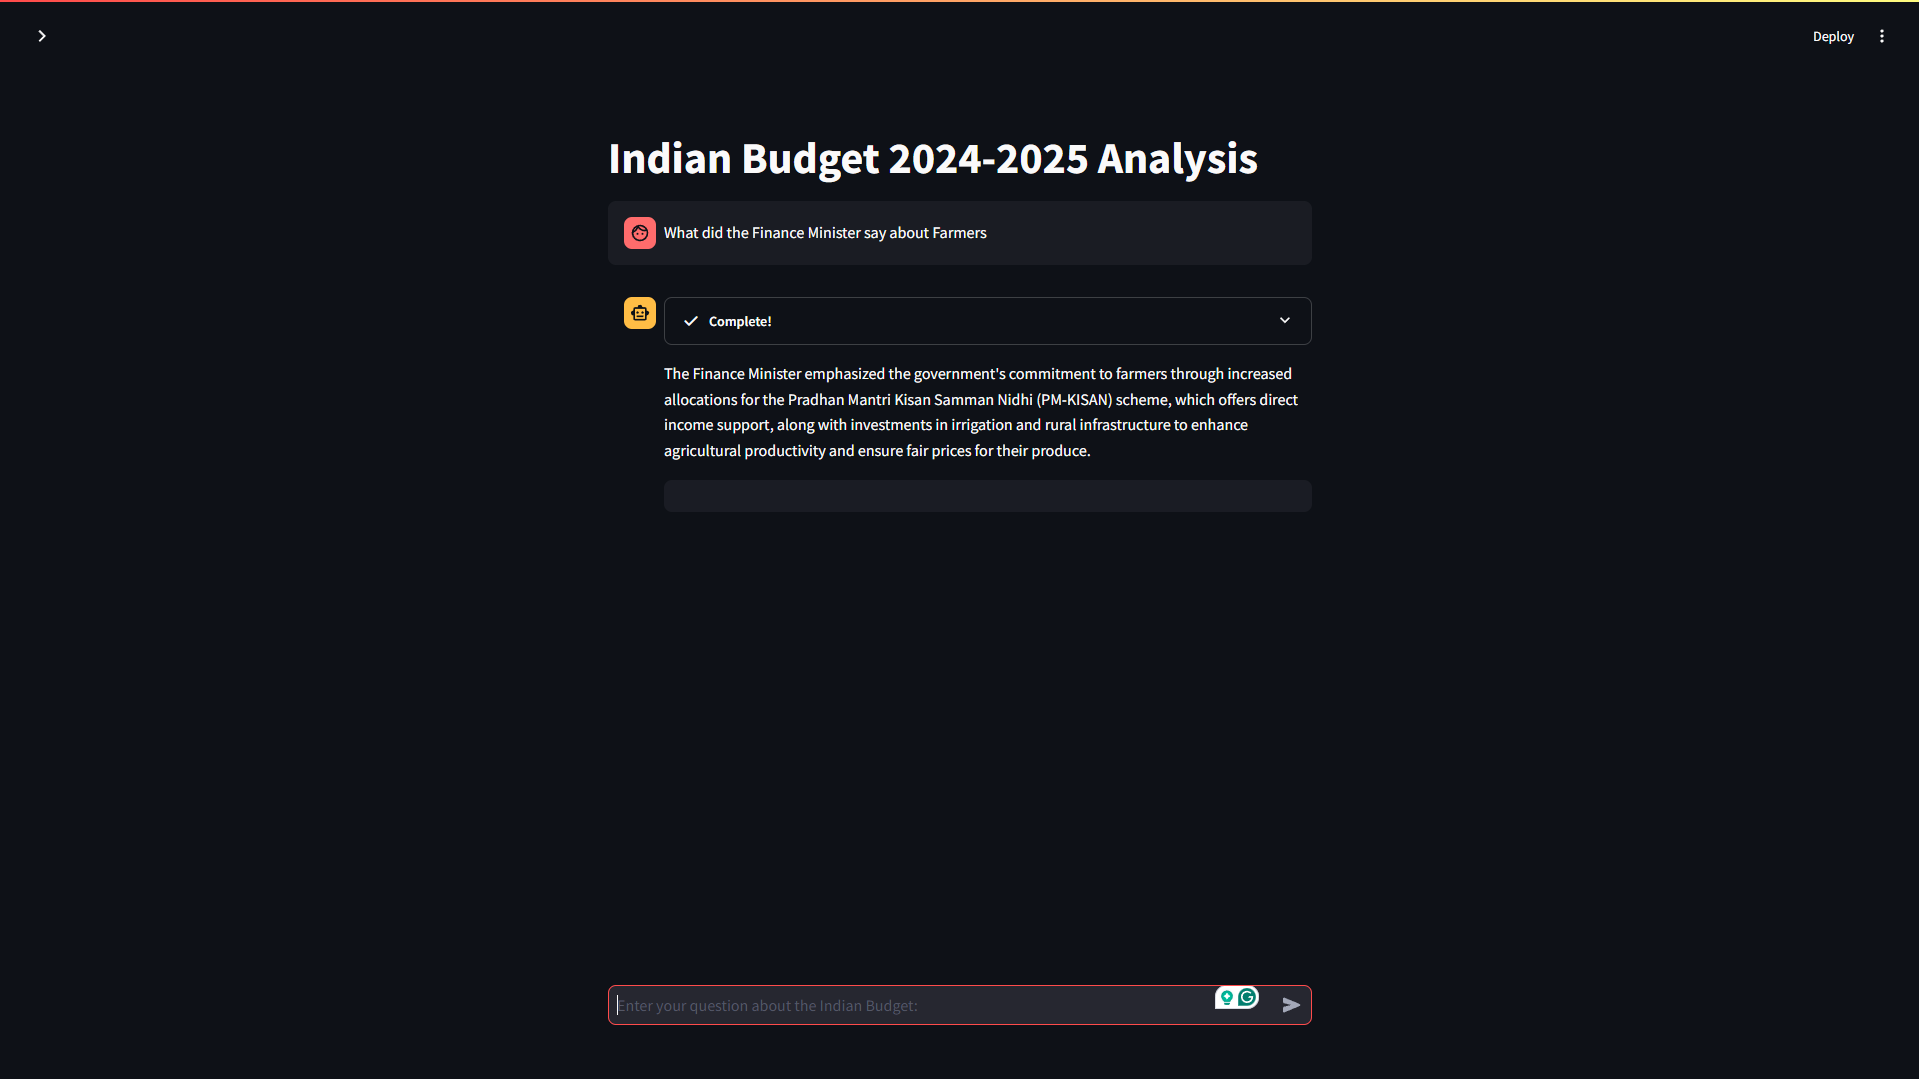 Deploy
Indian Budget 2024-2025 Analysis
What did the Finance Minister say about Farmers
Complete!
The Finance Minister emphasized the government's commitment to farmers through increased
allocations for the Pradhan Mantri Kisan Samman Nidhi (PM-KISAN) scheme, which offers direct
income support, along with investments in irrigation and rural infrastructure to enhance
agricultural productivity and ensure fair prices for their produce.
Enter your question about the Indian Budget: